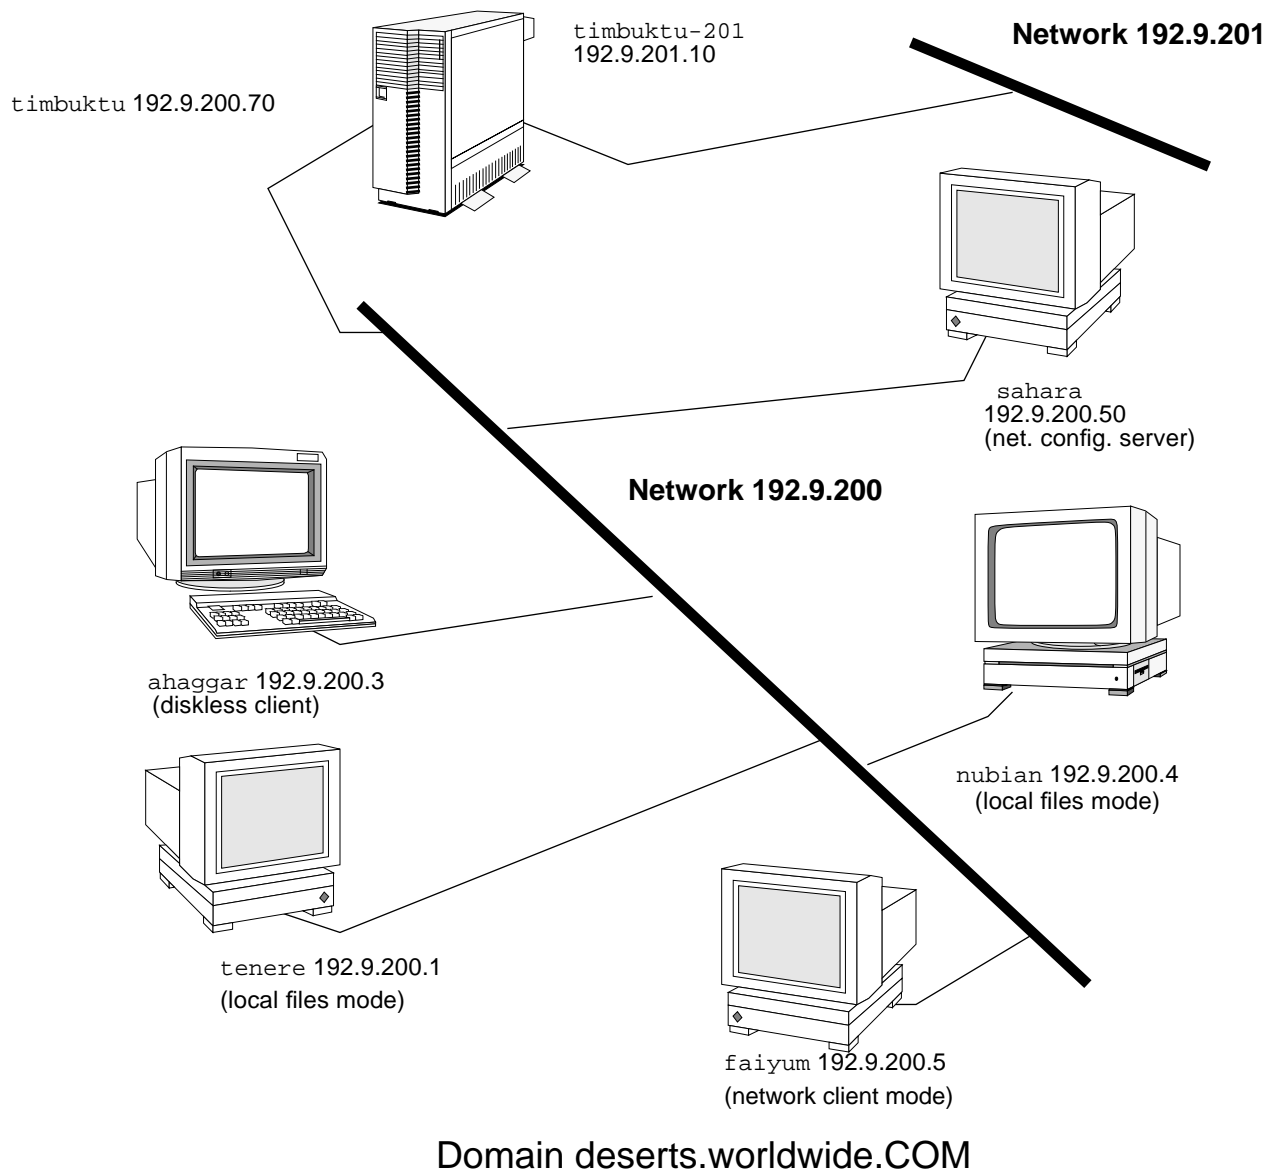 timbuktu-201
192.9.201.10
Network 192.9.201
timbuktu 192.9.200.70
sahara
192.9.200.50
(net. config. server)
Network 192.9.200
ahaggar 192.9.200.3
(diskless client)
nubian 192.9.200.4
(local files mode)
tenere 192.9.200.1
(local files mode)
faiyum 192.9.200.5
(network client mode)
Domain deserts.worldwide.COM